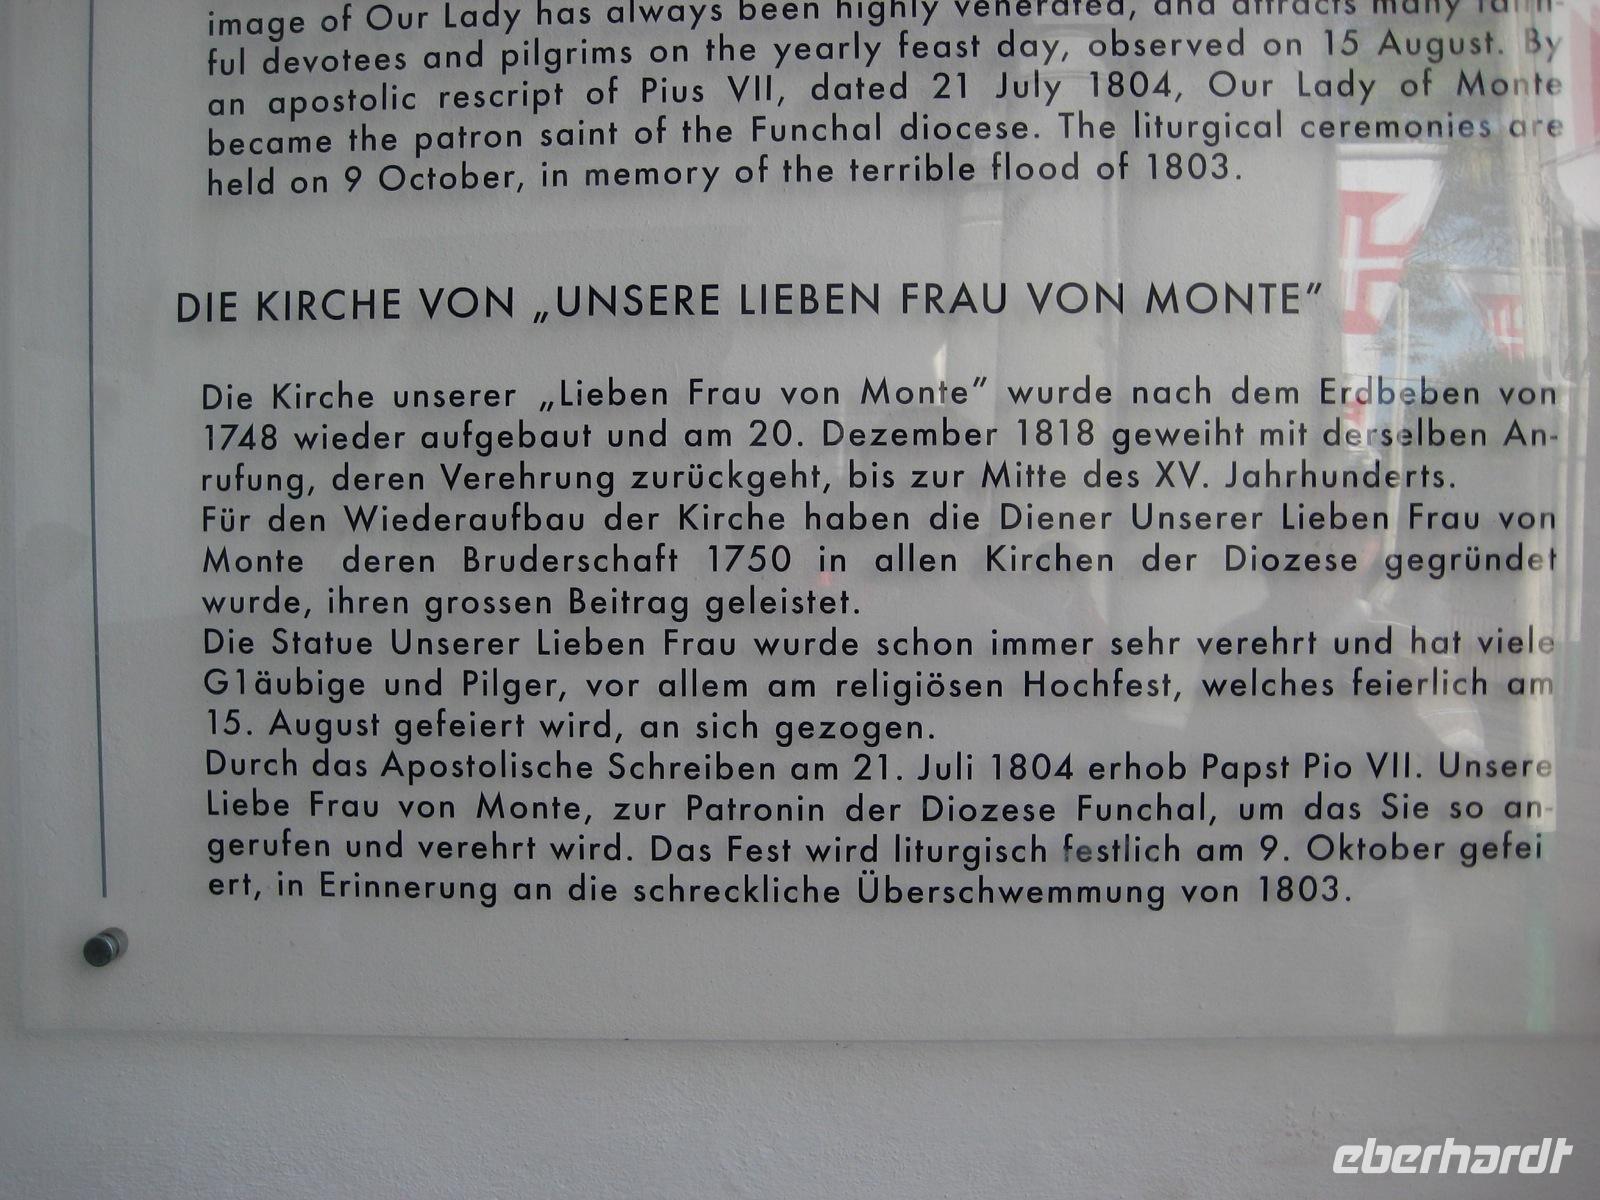 image of Our Lady has always been highly venerated, and attracts many faith-
ful devotees and pilgrims on the yearly feast day, observed on 15 August. By
an apostolic rescript of Pius VII, dated 21 July 1804, Our Lady of Monte
became the patron saint of the Funchal diocese. The liturgical ceremonies are
held on 9 October, in memory of the terrible flood of 1803.
DIE KIRCHE VON „UNSERE LIEBEN FRAU VON MONTE”
Die Kirche unserer „Lieben Frau von Monte” wurde nach dem Erdbeben von
1748 wieder aufgebaut und am 20. Dezember 1818 geweiht mit derselben An-
rufung, deren Verehrung zurückgeht, bis zur Mitte des XV. Jahrhunderts.
Für den Wiederaufbau der Kirche haben die Diener Unserer Lieben Frau von
Monte deren Bruderschaft 1750 in allen Kirchen der Diozese gegründet
wurde, ihren grossen Beitrag geleistet.
Die Statue Unserer Lieben Frau wurde schon immer sehr verehrt und hat viele
G1äubige und Pilger, vor allem am religiösen Hochfest, welches feierlich am
15. August gefeiert wird, an sich gezogen.
Durch das Apostolische Schreiben am 21. Juli 1804 erhob Papst Pio VII. Unsere
Liebe Frau von Monte, zur Patronin der Diozese Funchal, um das Sie so an-
gerufen und verehrt wird. Das Fest wird liturgisch festlich am 9. Oktober gefei
ert, in Erinnerung an die schreckliche Überschwemmung von 1803.
eberhardt